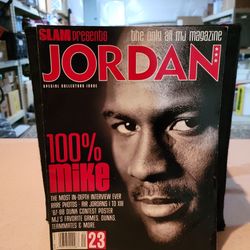 SLAM presents the only all MJ magazine
JORDAN
SPECIAL COLLECTORS ISSUE
100%
mike
THE MOST IN-DEPTH INTERVIEW EVER
RARE PHOTOS - AIR JORDANS I TO XIII
'87-88 DUNK CONTEST POSTER
MJ'S FAVORITE GAMES, DUNKS,
TEAMMATES & MORE
23